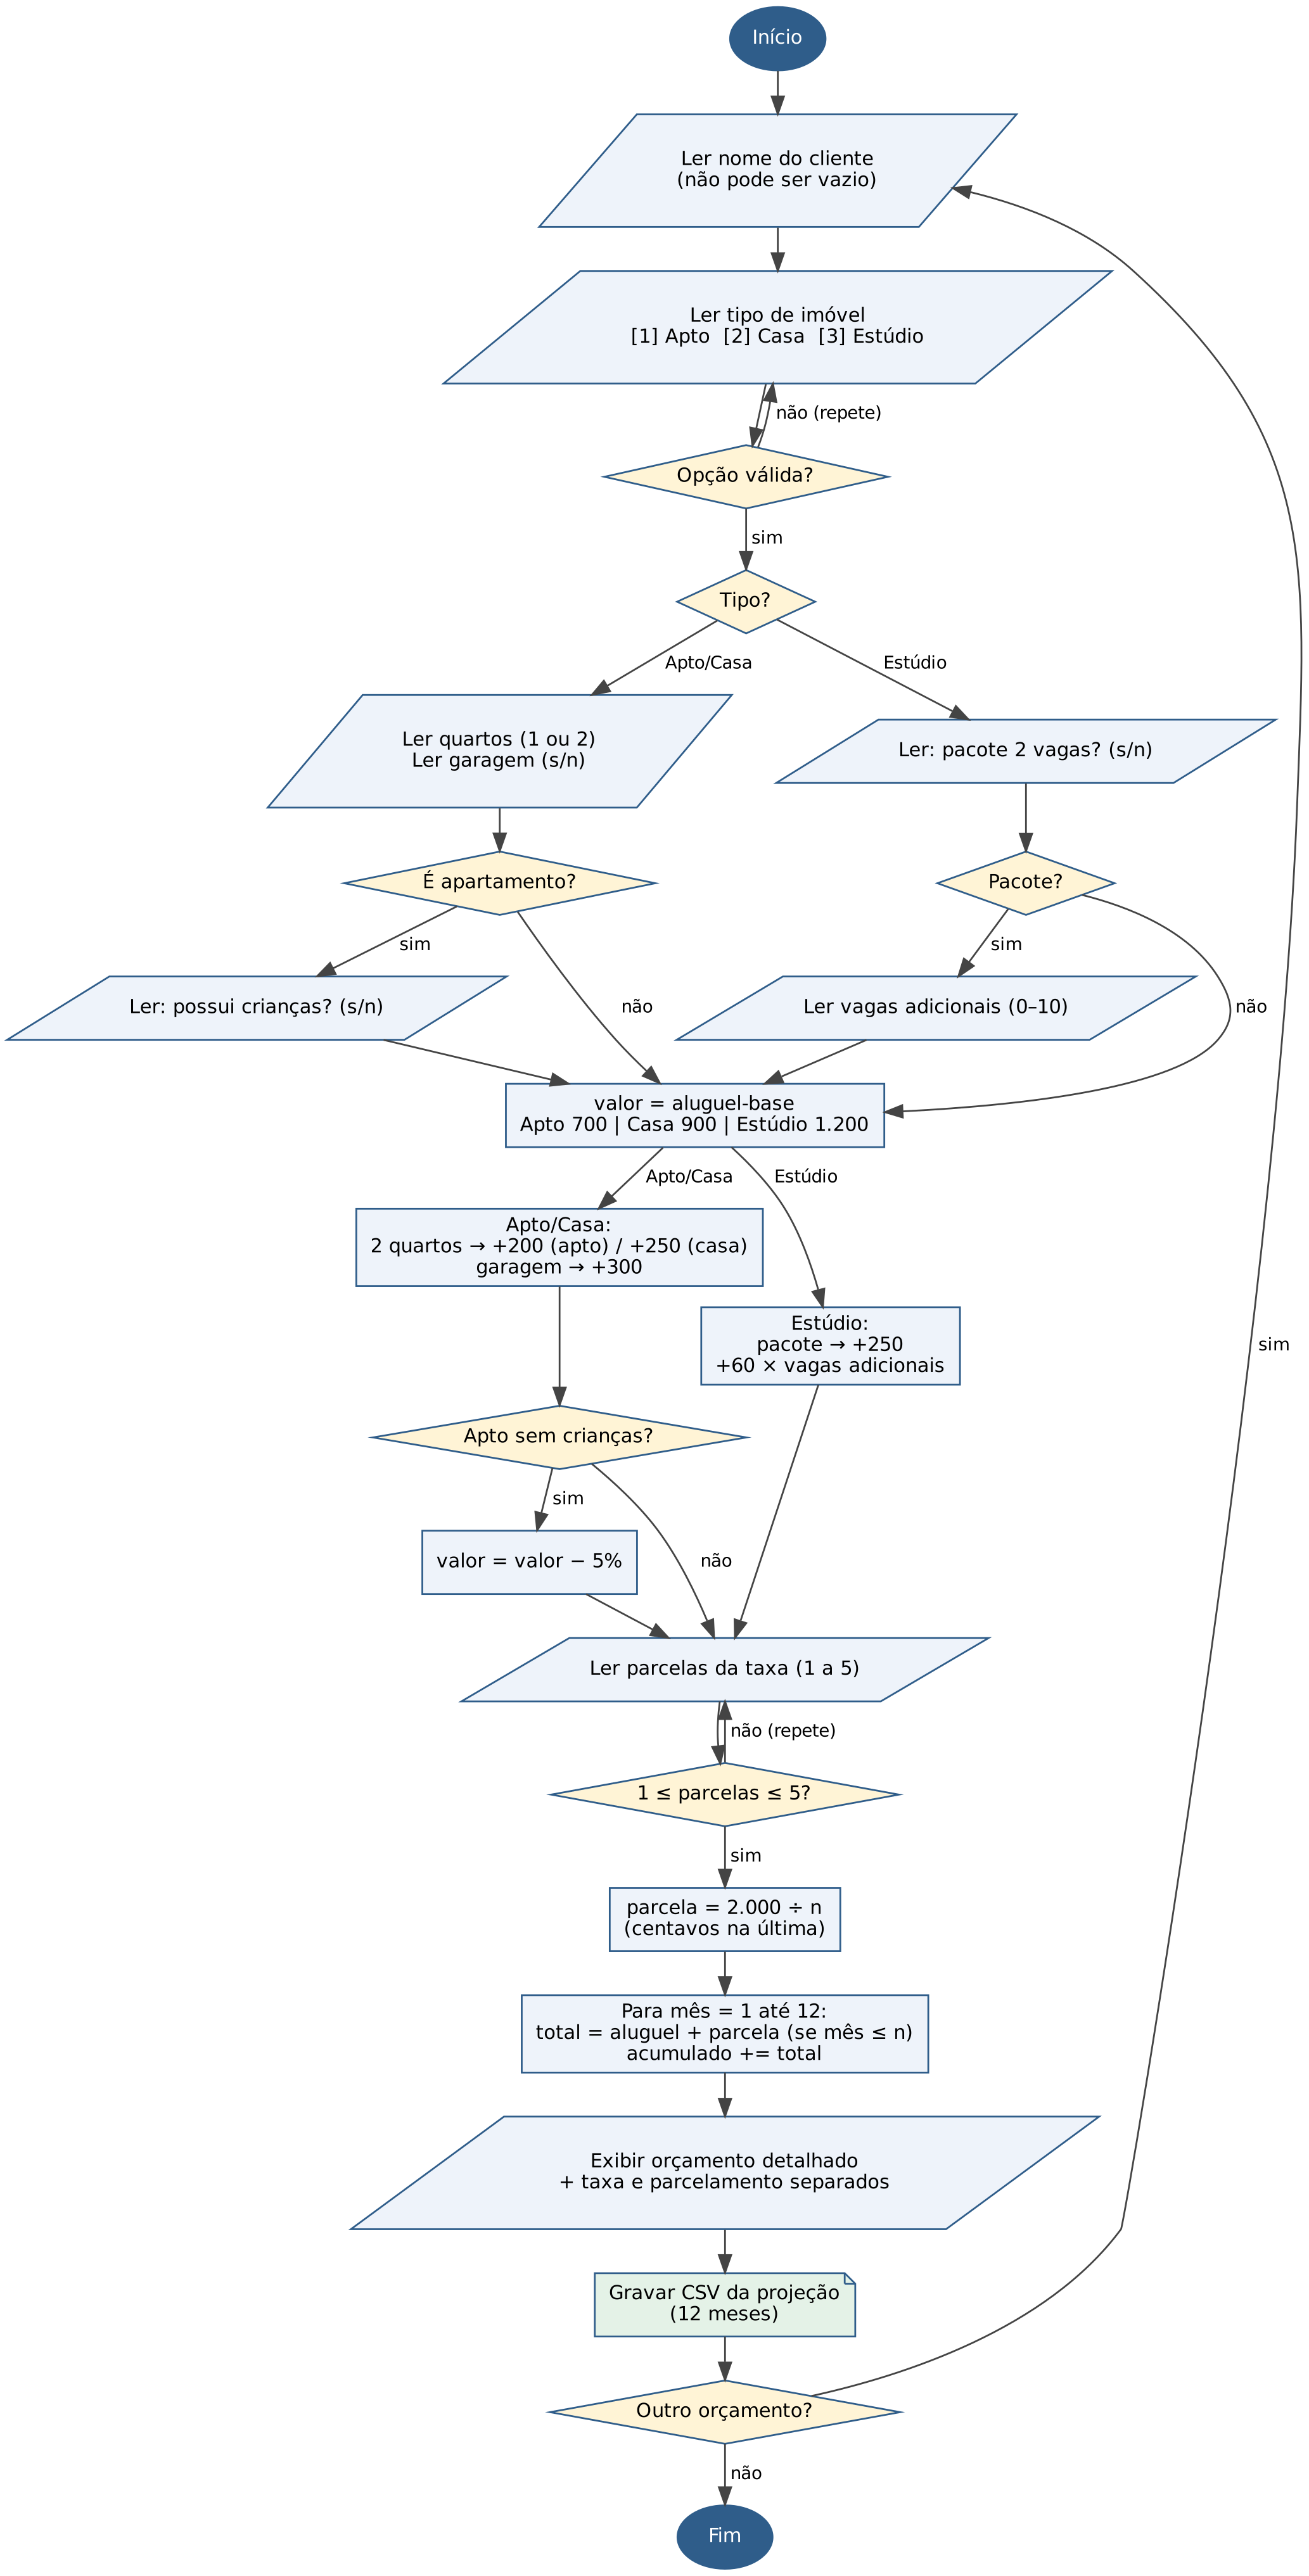 Início
Ler nome do cliente
(não pode ser vazio)
Ler tipo de imóvel
[1] Apto  [2] Casa  [3] Estúdio
não (repete)
Opção válida?
sim
Tipo?
Apto/Casa
Estúdio
Ler quartos (1 ou 2)
Ler garagem (s/n)
Ler: pacote 2 vagas? (s/n)
É apartamento?
Pacote?
sim
sim
Ler: possui crianças? (s/n)
não
Ler vagas adicionais (0–10)
não
valor = aluguel-base
Apto 700 | Casa 900 | Estúdio 1.200
Apto/Casa
Estúdio
Apto/Casa:
2 quartos → +200 (apto) / +250 (casa)
garagem → +300
Estúdio:
pacote → +250
+60 × vagas adicionais
sim
Apto sem crianças?
sim
valor = valor − 5%
não
Ler parcelas da taxa (1 a 5)
não (repete)
1 ≤ parcelas ≤ 5?
sim
parcela = 2.000 ÷ n
(centavos na última)
Para mês = 1 até 12:
total = aluguel + parcela (se mês ≤ n)
acumulado += total
Exibir orçamento detalhado
+ taxa e parcelamento separados
Gravar CSV da projeção
(12 meses)
Outro orçamento?
não
Fim